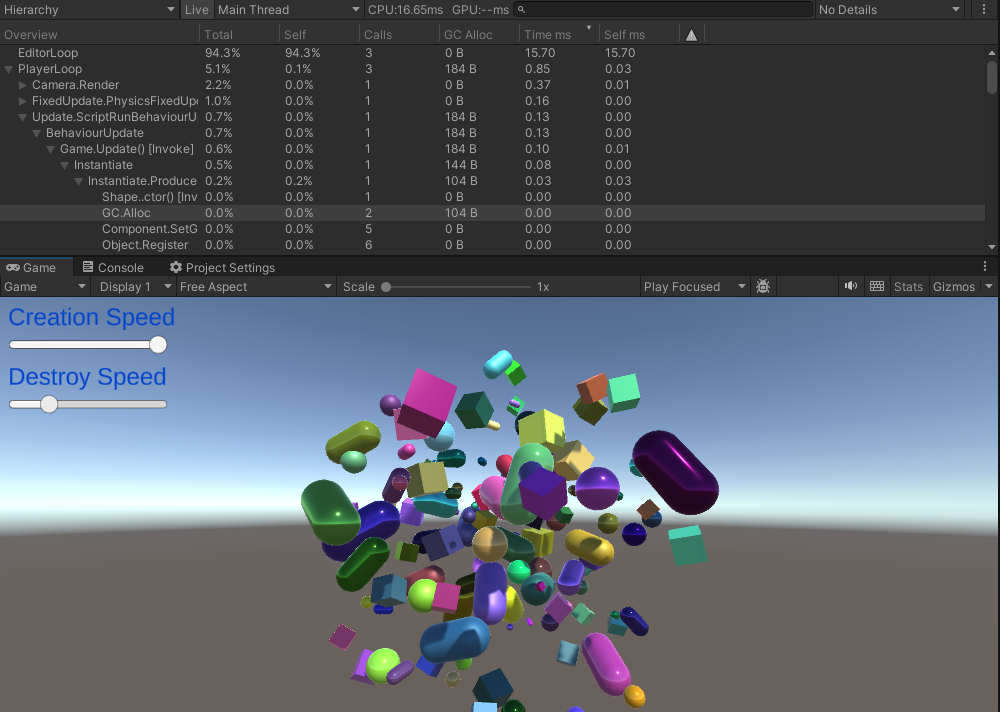 Hierarchy Live Main Thread CPU:16.65ms GPU:--ms No Details
Overview Total Self Calls GC Alloc Time ms Self ms
EditorLoop 94.3% 94.3% 3 0 B 15.70 15.70
PlayerLoop 5.1% 0.1% 3 184 B 0.85 0.03
Camera.Render 2.2% 0.0% 1 0 B 0.37 0.01
FixedUpdate.PhysicsFixedUp 1.0% 0.0% 1 0 B 0.16 0.00
Update.ScriptRunBehaviourU 0.7% 0.0% 1 184 B 0.13 0.00
BehaviourUpdate 0.7% 0.0% 1 184 B 0.13 0.00
Game.Update() [Invoke] 0.6% 0.0% 1 184 B 0.10 0.01
Instantiate 0.5% 0.0% 1 144 B 0.08 0.00
Instantiate.Produce 0.2% 0.2% 1 104 B 0.03 0.03
Shape..ctor() [Inv 0.0% 0.0% 1 0 B 0.00 0.00
GC.Alloc 0.0% 0.0% 2 104 B 0.00 0.00
Component.SetG 0.0% 0.0% 5 0 B 0.00 0.00
Object.Register 0.0% 0.0% 6 0 B 0.00 0.00
Game Console Project Settings
Game Display 1 Free Aspect Scale 1x Play Focused Stats Gizmos
Creation Speed
Destroy Speed